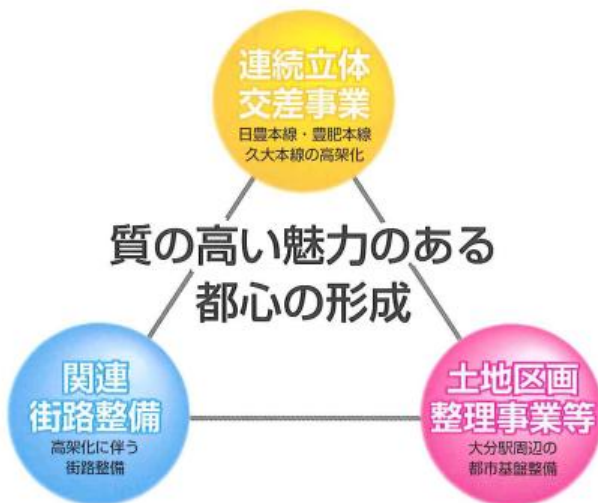 連続立体
交差事業
日豊本線・豊肥本線
久大本線の高架化
質の高い魅力のある
都心の形成
関連
街路整備
高架化に伴う
街路整備
土地区画
整理事業等
大分駅周辺の
都市基盤整備